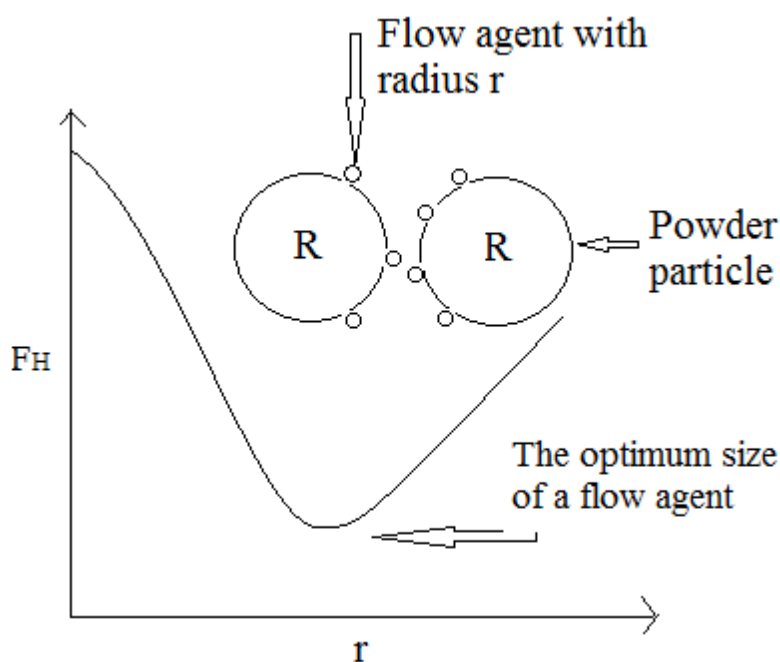 Flow agent with
radius r
R
R
Powder
particle
FH
The optimum size
of a flow agent
r